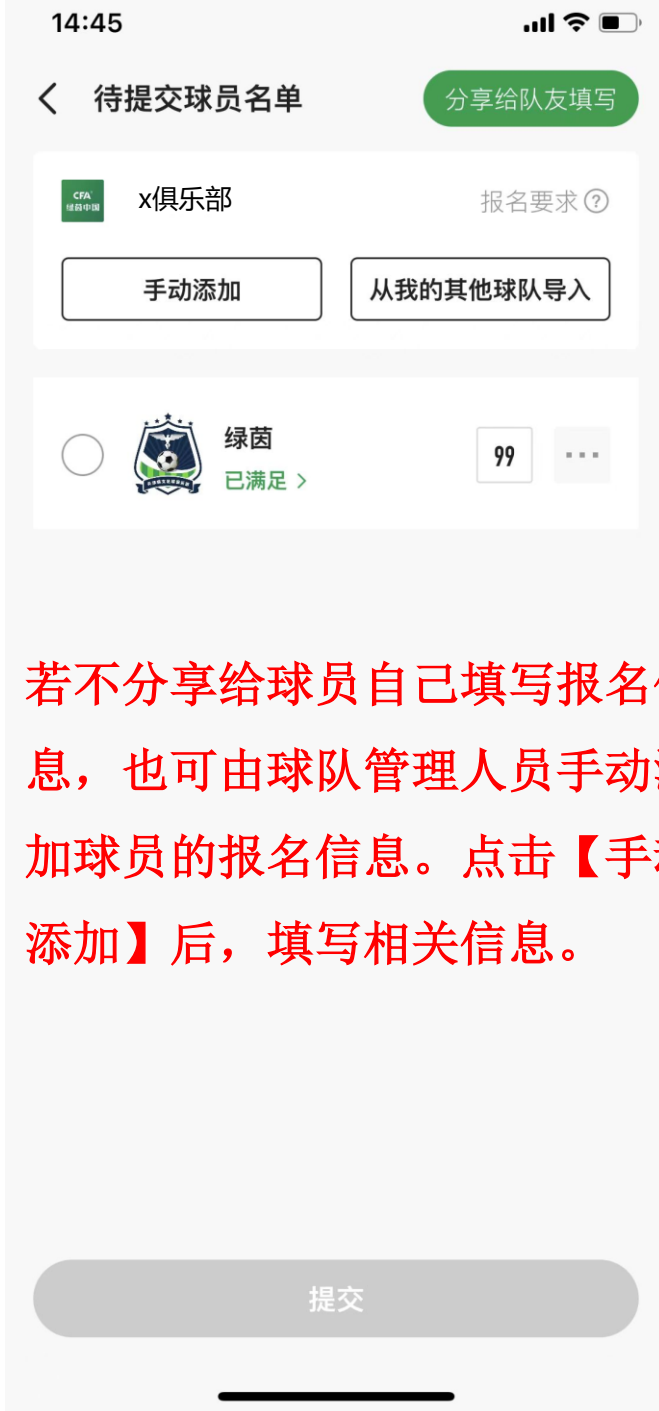 14:45
待提交球员名单
分享给队友填写
CFA
绿茵中国
x俱乐部
报名要求
手动添加
从我的其他球队导入
绿茵
已满足
99
若不分享给球员自己填写报名
息，也可由球队管理人员手动
加球员的报名信息。点击【手
添加】后，填写相关信息。
提交